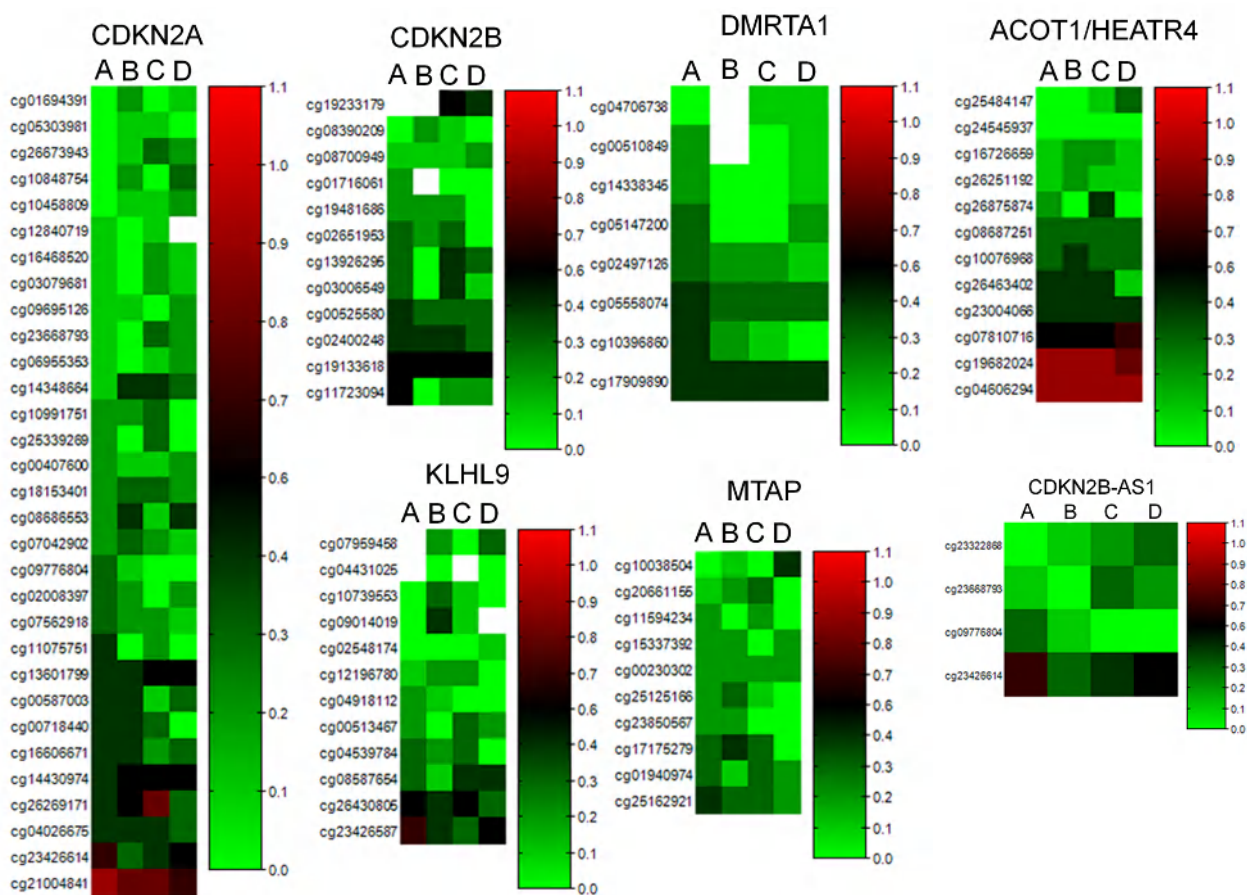 CDKN2A
A B C D
cg01694391
cg05303981
cg26673943
cg10848754
cg10458809
cg12840719
cg16468520
cg03079681
cg09695126
cg23668793
cg06955353
cg14348664
cg10991751
cg25339269
cg00407600
cg18153401
cg08686553
cg07042902
cg09776804
cg02008397
cg07562918
cg11075751
cg13601799
cg00587003
cg00718440
cg16606671
cg14430974
cg26269171
cg04026675
cg23426614
cg21004841
1.1
1.0
0.9
0.8
0.7
0.6
0.5
0.4
0.3
0.2
0.1
0.0
CDKN2B
A B C D
cg19233179
cg08390209
cg08700949
cg01716061
cg19481686
cg02651953
cg13926295
cg03006549
cg00525580
cg02400248
cg19133618
cg11723094
1.1
1.0
0.9
0.8
0.7
0.6
0.5
0.4
0.3
0.2
0.1
0.0
DMRTA1
A B C D
cg04706738
cg00510849
cg14338345
cg05147200
cg02497126
cg05558074
cg10396860
cg17909890
1.1
1.0
0.9
0.8
0.7
0.6
0.5
0.4
0.3
0.2
0.1
0.0
ACOT1/HEATR4
A B C D
cg25484147
cg24545937
cg16726659
cg26251192
cg26875874
cg08687251
cg10076968
cg26463402
cg23004066
cg07810716
cg19682024
cg04606294
1.1
1.0
0.9
0.8
0.7
0.6
0.5
0.4
0.3
0.2
0.1
0.0
KLHL9
A B C D
cg07959458
cg04431025
cg10739553
cg09014019
cg02548174
cg12196780
cg04918112
cg00513467
cg04539784
cg08587654
cg26430805
cg23426587
1.1
1.0
0.9
0.8
0.7
0.6
0.5
0.4
0.3
0.2
0.1
0.0
MTAP
A B C D
cg10038504
cg20661155
cg11594234
cg15337392
cg00230302
cg25125166
cg23850567
cg17175279
cg01940974
cg25162921
1.1
1.0
0.9
0.8
0.7
0.6
0.5
0.4
0.3
0.2
0.1
0.0
CDKN2B-AS1
A B C D
cg23322868
cg23668793
cg09776804
cg23426614
1.1
1.0
0.9
0.8
0.7
0.6
0.5
0.4
0.3
0.2
0.1
0.0